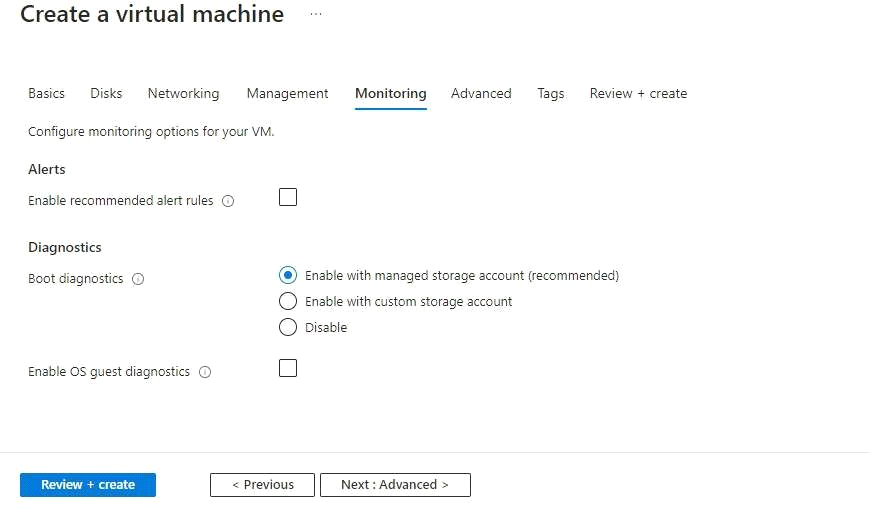 Create a virtual machine ...
Basics Disks Networking Management Monitoring Advanced Tags Review + create
Configure monitoring options for your VM.
Alerts
Enable recommended alert rules
Diagnostics
Boot diagnostics
Enable with managed storage account (recommended)
Enable with custom storage account
Disable
Enable OS guest diagnostics
Review + create < Previous Next : Advanced >